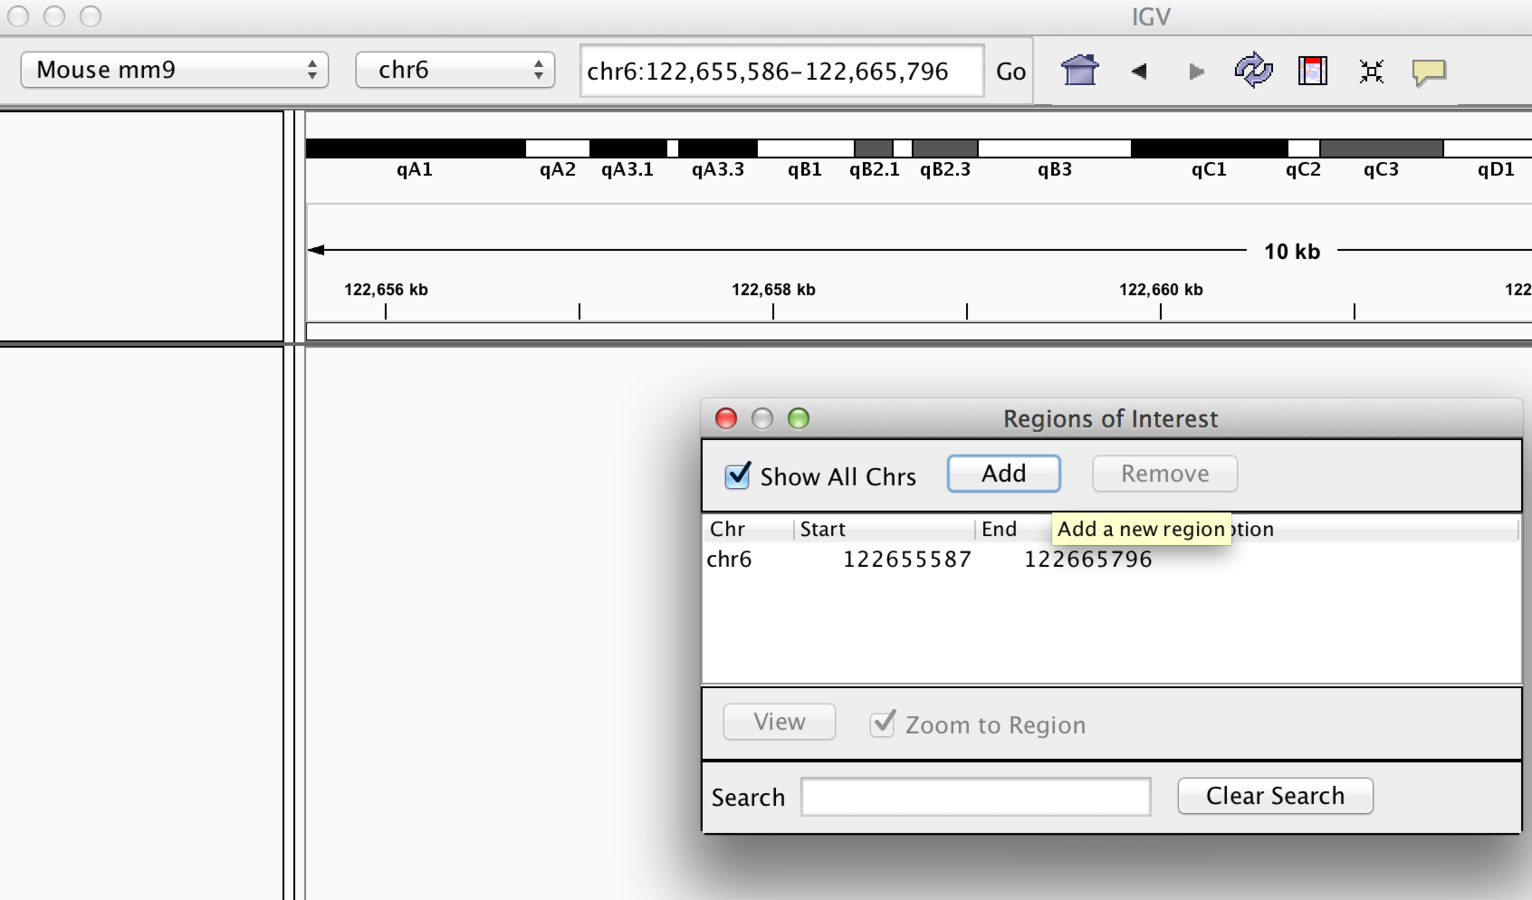 IGV
Mouse mm9 chr6 chr6:122,655,586-122,665,796 Go
qA1 qA2 qA3.1 qA3.3 qB1 qB2.1 qB2.3 qB3 qC1 qC2 qC3 qD1
10 kb
122,656 kb 122,658 kb 122,660 kb 122
Regions of Interest
Show All Chrs Add Remove
Chr Start End Add a new region ption
chr6 122655587 122665796
View Zoom to Region
Search Clear Search